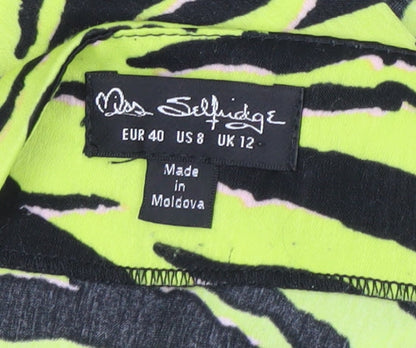 Miss Selfridge
EUR 40 US 8 UK 12
Made
in
Moldova